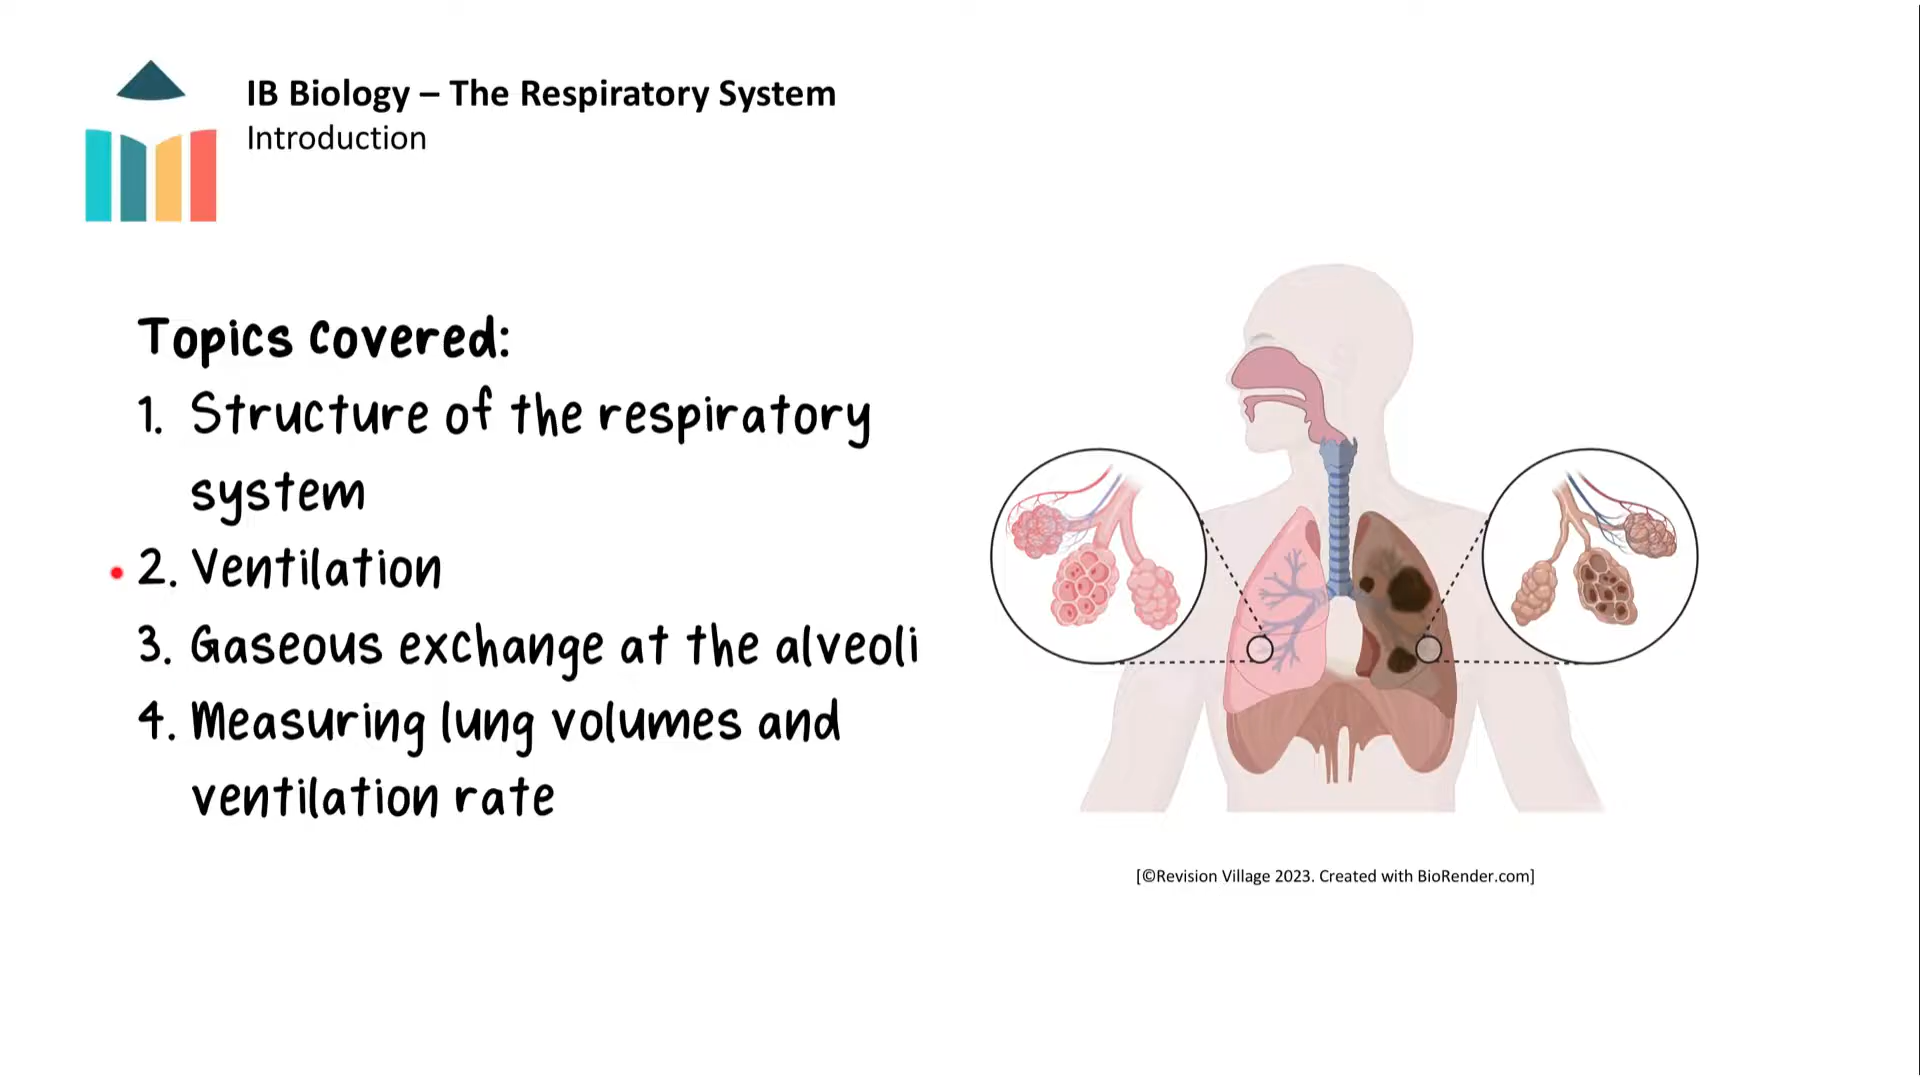 IB Biology – The Respiratory System
Introduction
Topics covered:
1. Structure of the respiratory
system
2. Ventilation
3. Gaseous exchange at the alveoli
4. Measuring lung volumes and
ventilation rate
[©Revision Village 2023. Created with BioRender.com]